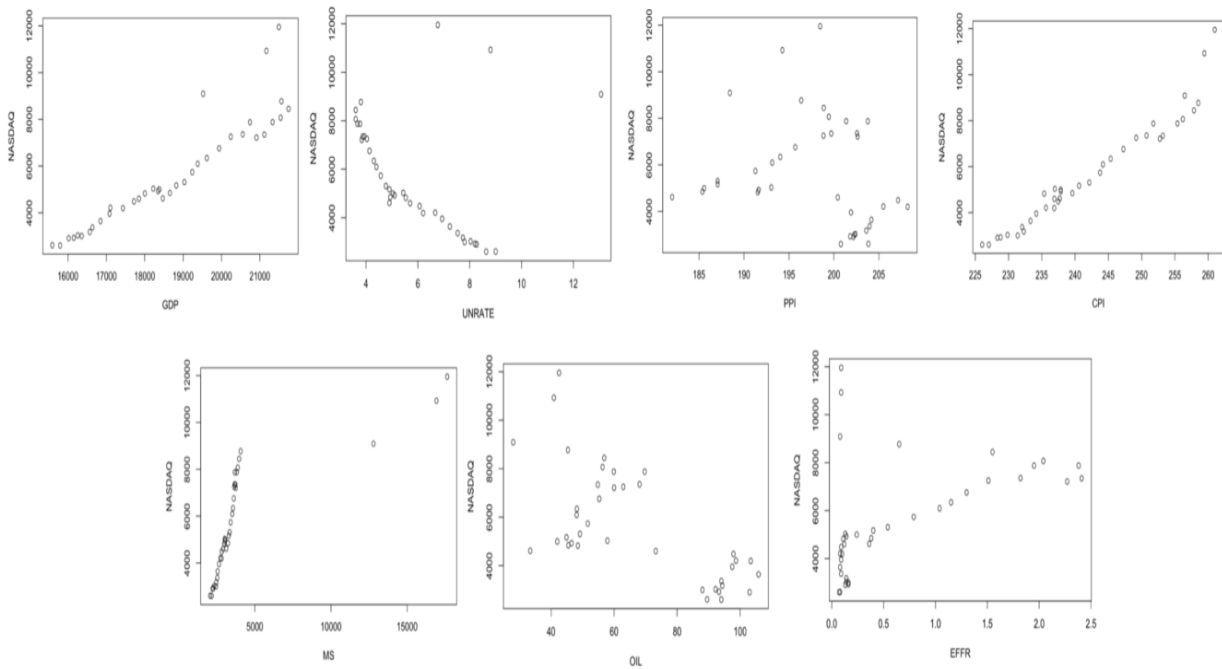 NASDAQ
4000 6000 8000 10000 12000
16000 17000 18000 19000 20000 21000
GDP
NASDAQ
4000 6000 8000 10000 12000
4 6 8 10 12
UNRATE
NASDAQ
4000 6000 8000 10000 12000
185 190 195 200 205
PPI
NASDAQ
4000 6000 8000 10000 12000
225 230 235 240 245 250 255 260
CPI
NASDAQ
4000 6000 8000 10000 12000
5000 10000 15000
MS
NASDAQ
4000 6000 8000 10000 12000
40 60 80 100
OIL
NASDAQ
4000 6000 8000 10000 12000
0.0 0.5 1.0 1.5 2.0 2.5
EFFR